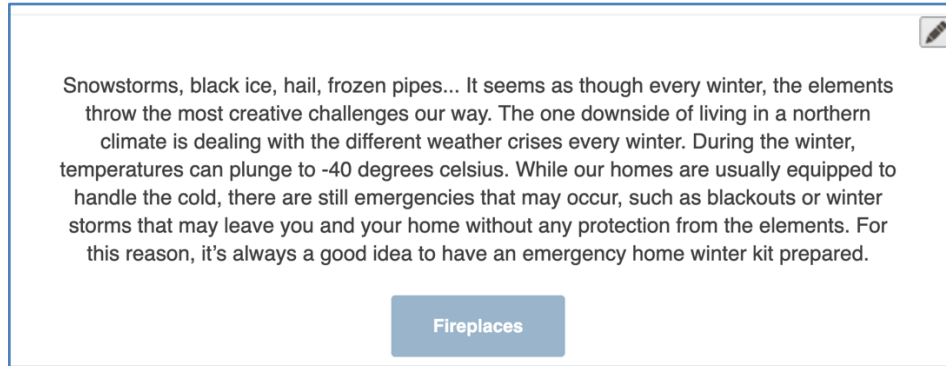 Snowstorms, black ice, hail, frozen pipes... It seems as though every winter, the elements
throw the most creative challenges our way. The one downside of living in a northern
climate is dealing with the different weather crises every winter. During the winter,
temperatures can plunge to -40 degrees celsius. While our homes are usually equipped to
handle the cold, there are still emergencies that may occur, such as blackouts or winter
storms that may leave you and your home without any protection from the elements. For
this reason, it’s always a good idea to have an emergency home winter kit prepared.
Fireplaces